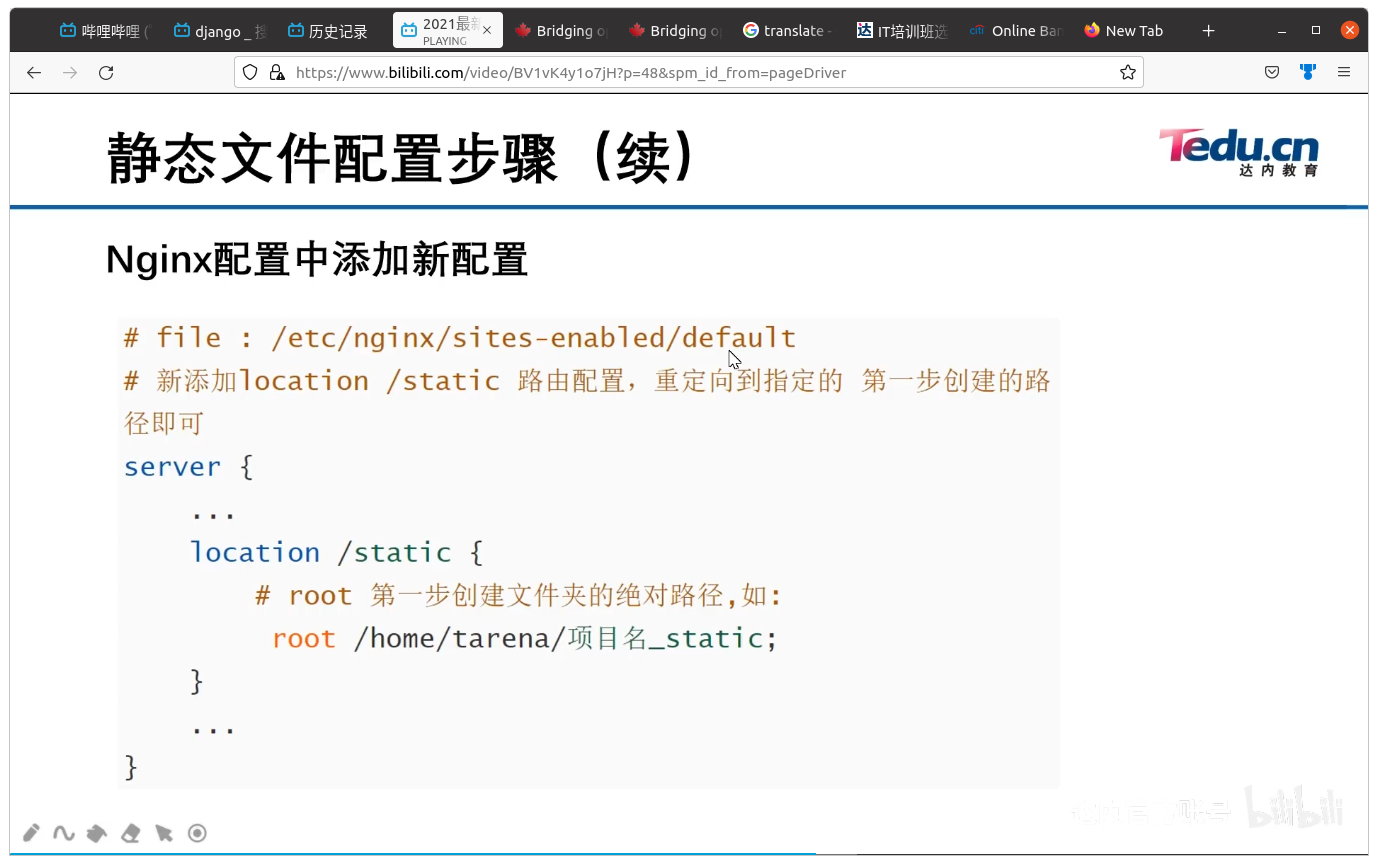 哔哩哔哩 (
django _ 搜
历史记录
2021最新
PLAYING
Bridging o
Bridging o
translate -
IT培训班选
citi Online Ban
New Tab
https://www.bilibili.com/video/BV1vK4y1o7jH?p=48&spm_id_from=pageDriver
静态文件配置步骤（续）
Tedu.cn
达内教育
Nginx配置中添加新配置
# file : /etc/nginx/sites-enabled/default
# 新添加location /static 路由配置，重定向到指定的 第一步创建的路
径即可
server {
...
location /static {
# root 第一步创建文件夹的绝对路径,如:
root /home/tarena/项目名_static;
}
...
}
bilibili